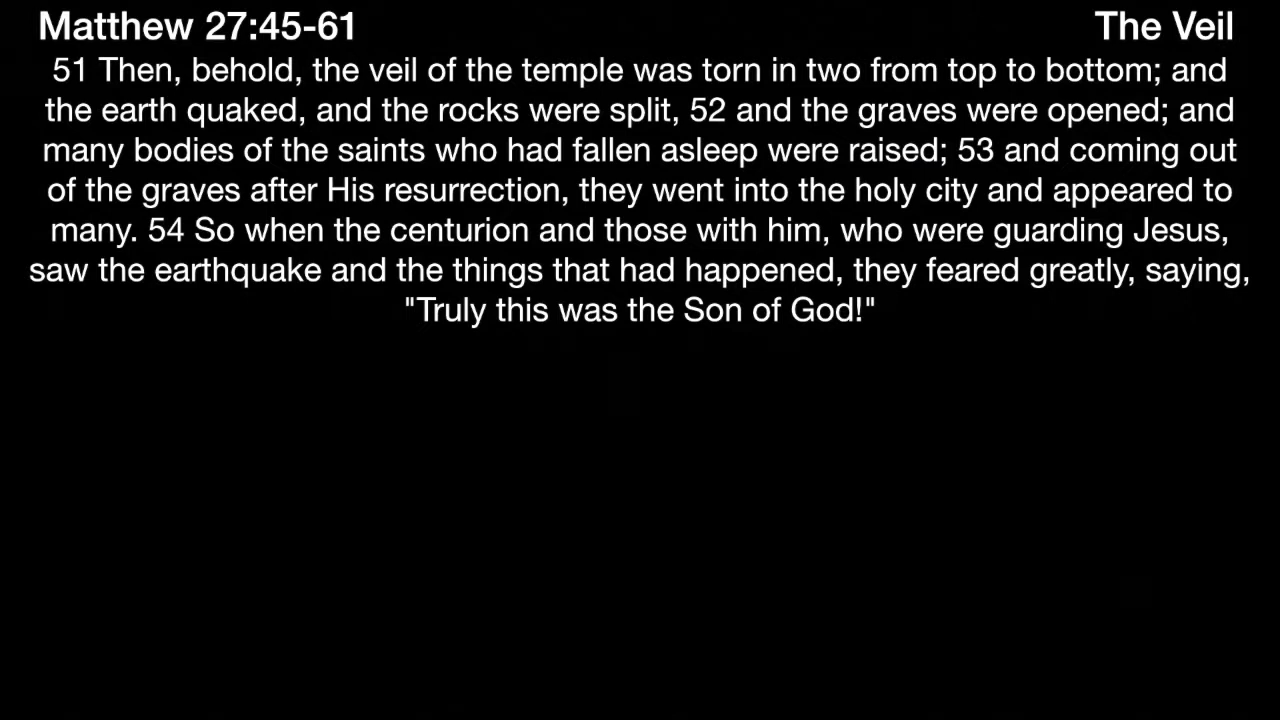 Matthew 27:45-61 The Veil
51 Then, behold, the veil of the temple was torn in two from top to bottom; and
the earth quaked, and the rocks were split, 52 and the graves were opened; and
many bodies of the saints who had fallen asleep were raised; 53 and coming out
of the graves after His resurrection, they went into the holy city and appeared to
many. 54 So when the centurion and those with him, who were guarding Jesus,
saw the earthquake and the things that had happened, they feared greatly, saying,
"Truly this was the Son of God!"